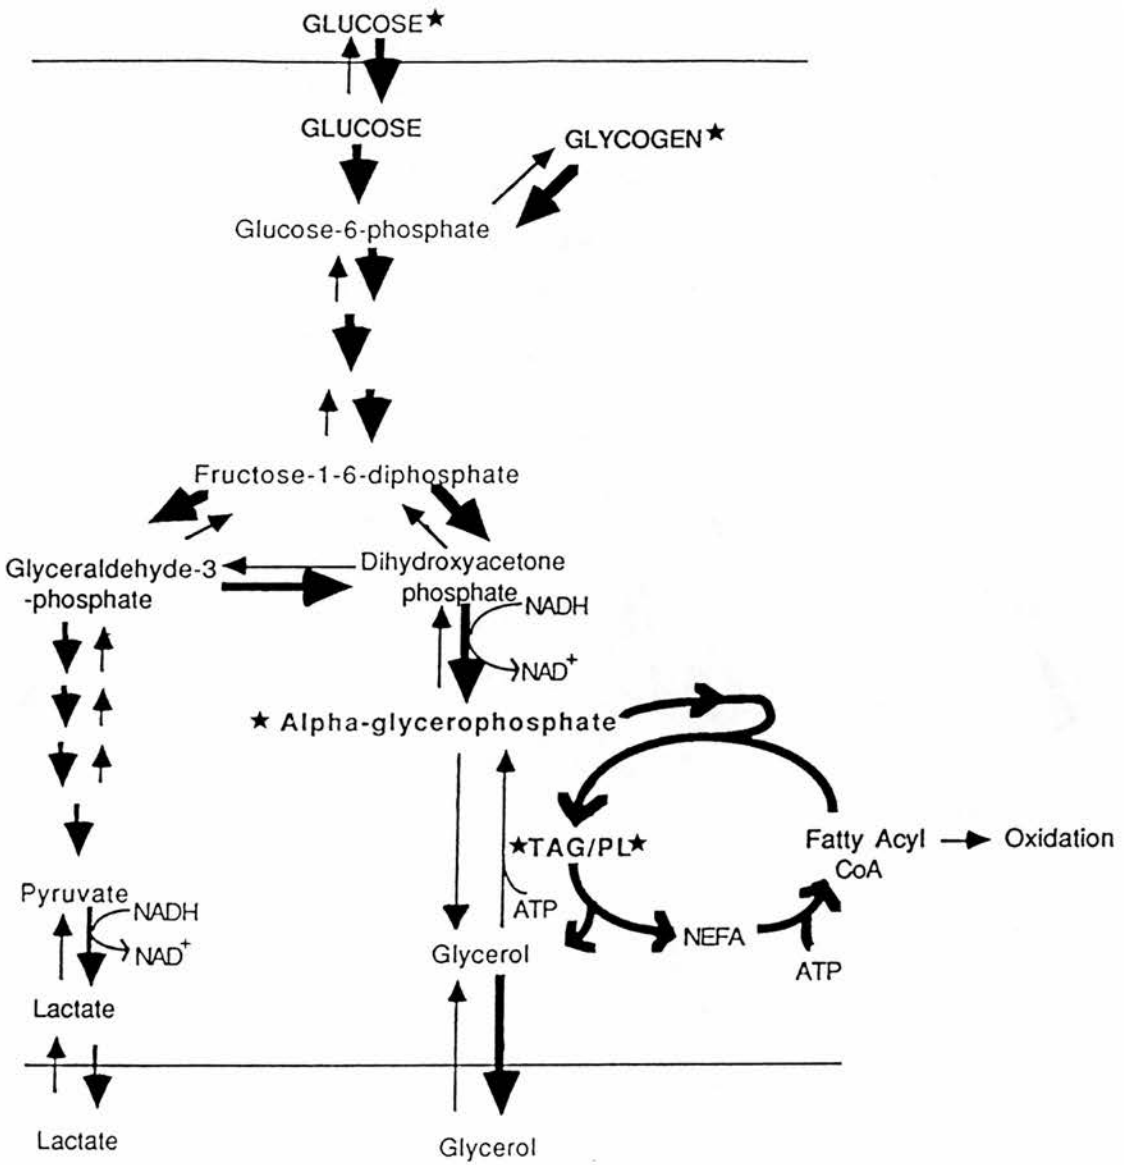 GLUCOSE★
GLUCOSE
GLYCOGEN★
Glucose-6-phosphate
Fructose-1-6-diphosphate
Glyceraldehyde-3
-phosphate
Dihydroxyacetone
phosphate
NADH
NAD+
★ Alpha-glycerophosphate
★TAG/PL★
Fatty Acyl
CoA
Oxidation
Pyruvate
NADH
NAD+
ATP
Glycerol
NEFA
ATP
Lactate
Lactate
Glycerol